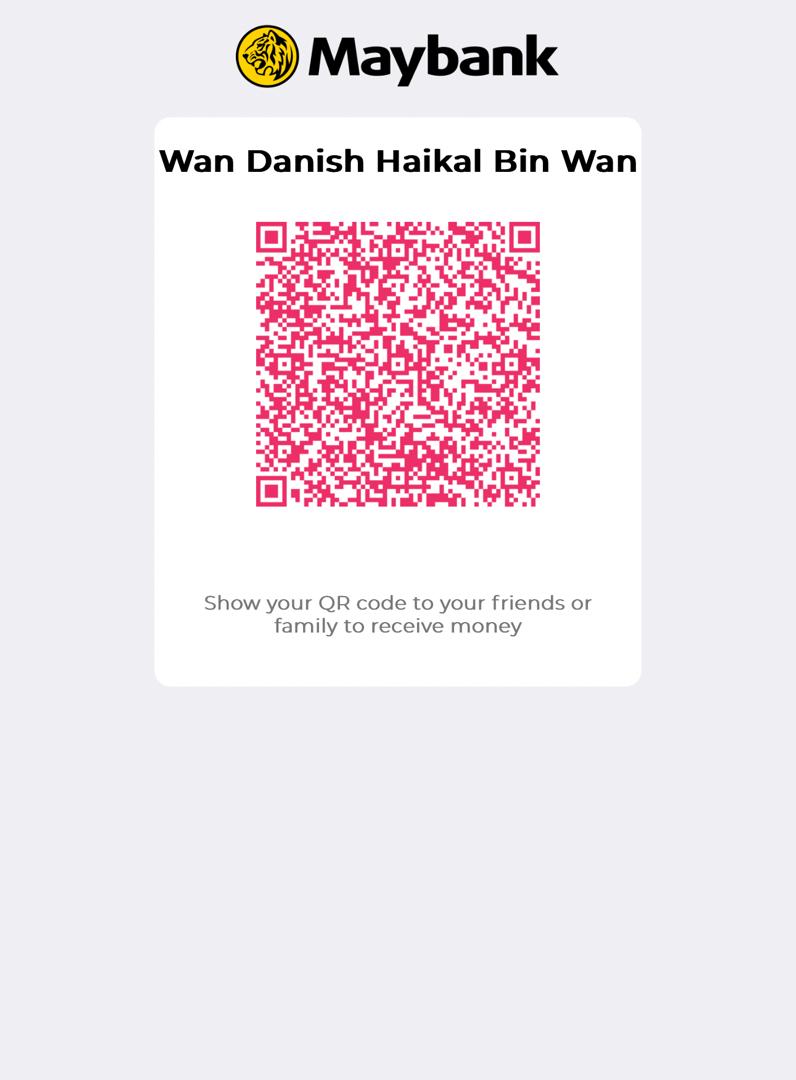 Maybank
Wan Danish Haikal Bin Wan
Show your QR code to your friends or
family to receive money